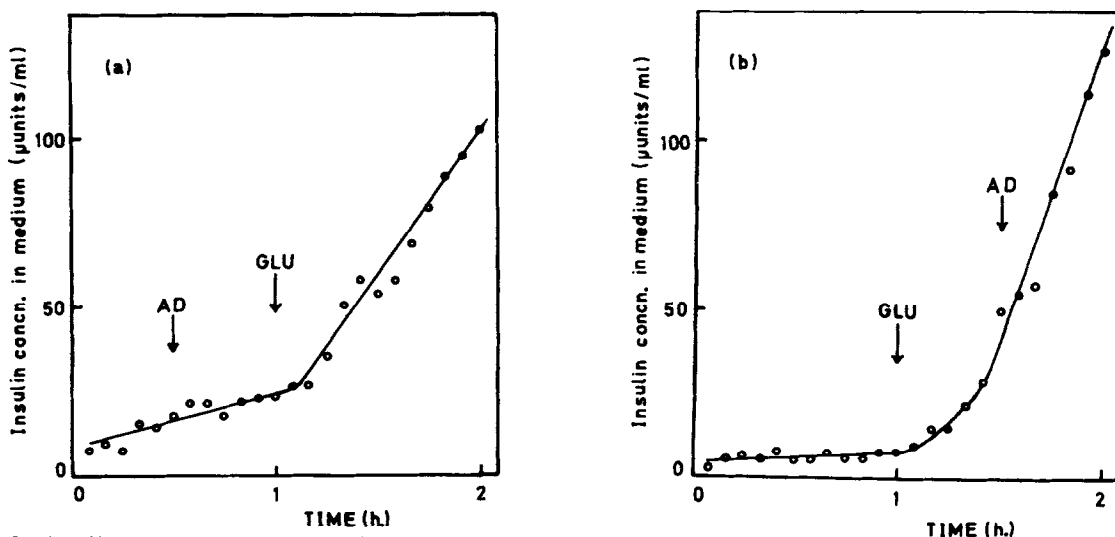 (a)
Insulin concn. in medium (µunits/ml)
100
50
0
AD
GLU
0
1
2
TIME (h.)
(b)
Insulin concn. in medium (µunits/ml)
100
50
0
GLU
AD
0
1
2
TIME (h.)